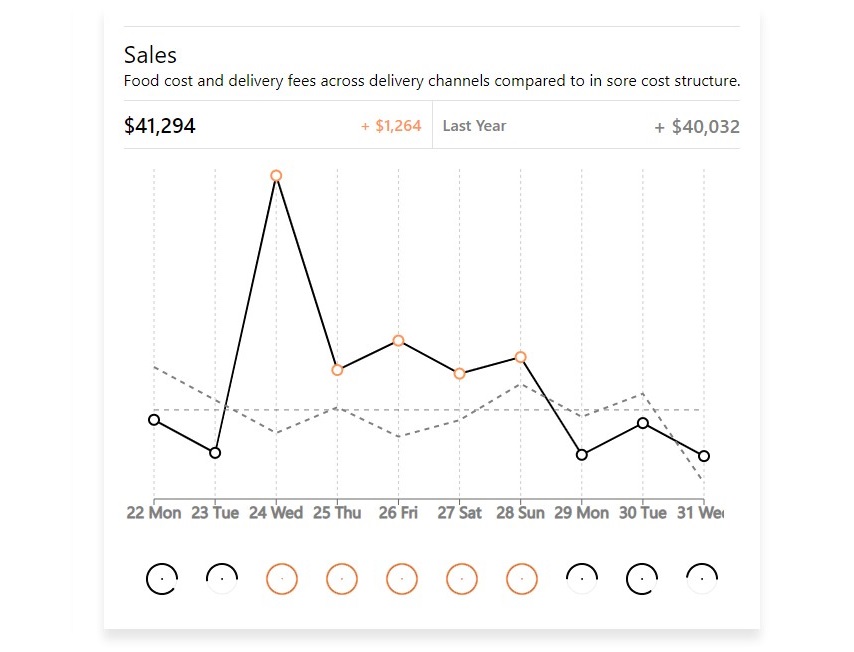 Sales
Food cost and delivery fees across delivery channels compared to in sore cost structure.
$41,294 + $1,264 Last Year + $40,032
22 Mon 23 Tue 24 Wed 25 Thu 26 Fri 27 Sat 28 Sun 29 Mon 30 Tue 31 We